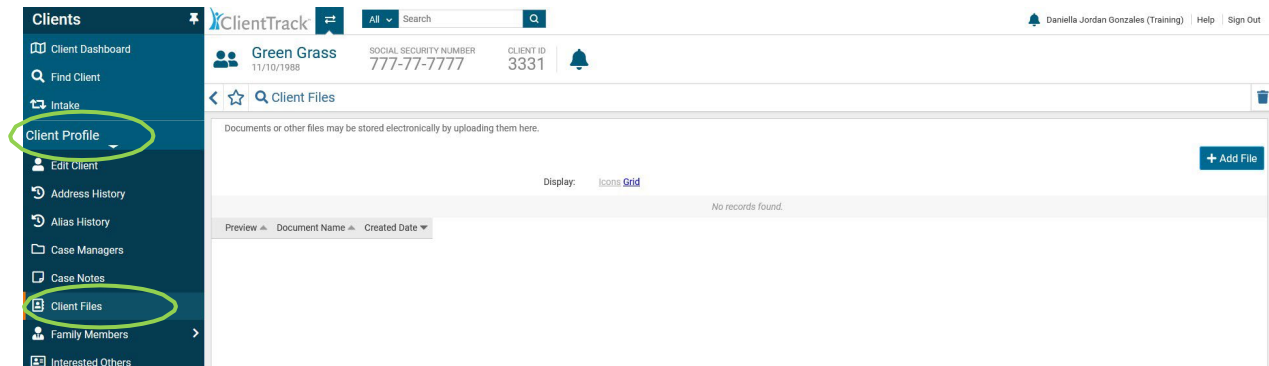 Clients
Client Dashboard
Find Client
Intake
Client Profile
Edit Client
Address History
Alias History
Case Managers
Case Notes
Client Files
Family Members
Interested Others
ClientTrack All Search
Daniella Jordan Gonzales (Training) Help Sign Out
Green Grass SOCIAL SECURITY NUMBER CLIENT ID
11/10/1988 777-77-7777 3331
Client Files
Documents or other files may be stored electronically by uploading them here.
+ Add File
Display: Icons Grid
No records found.
Preview Document Name Created Date